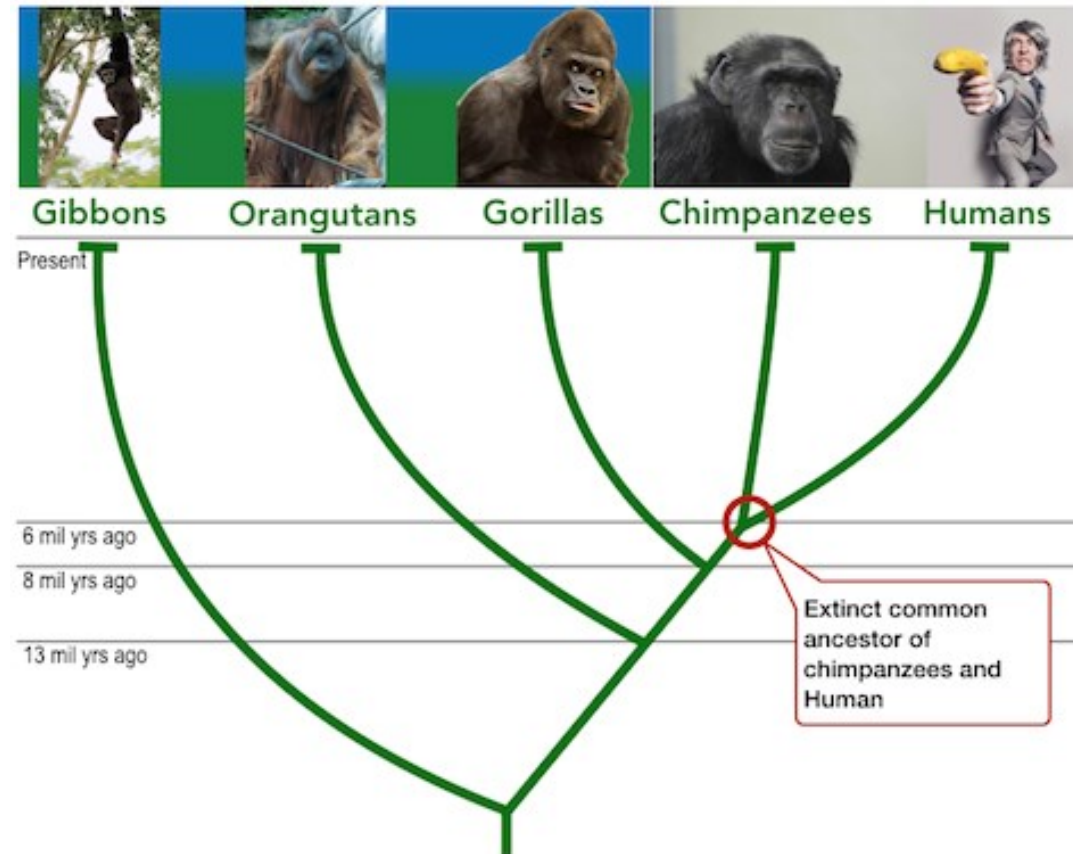 Gibbons
Orangutans
Gorillas
Chimpanzees
Humans
Present
6 mil yrs ago
8 mil yrs ago
13 mil yrs ago
Extinct common
ancestor of
chimpanzees and
Human